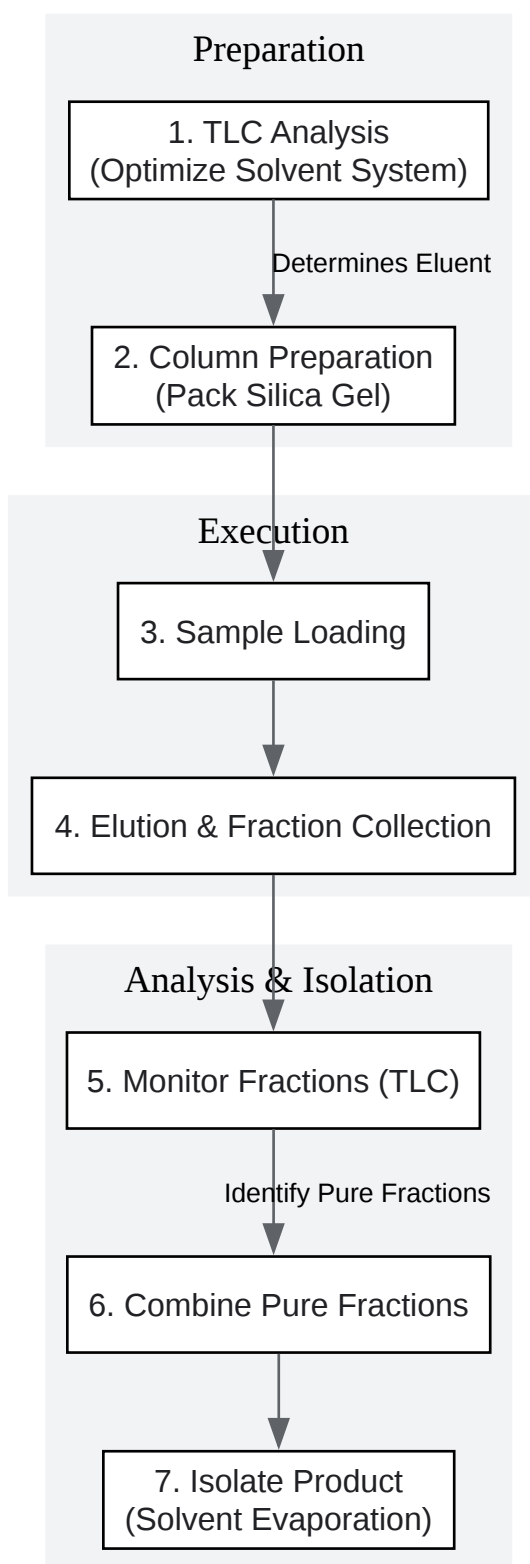 Preparation
1. TLC Analysis
(Optimize Solvent System)
Determines Eluent
2. Column Preparation
(Pack Silica Gel)
Execution
3. Sample Loading
4. Elution & Fraction Collection
Analysis & Isolation
5. Monitor Fractions (TLC)
Identify Pure Fractions
6. Combine Pure Fractions
7. Isolate Product
(Solvent Evaporation)